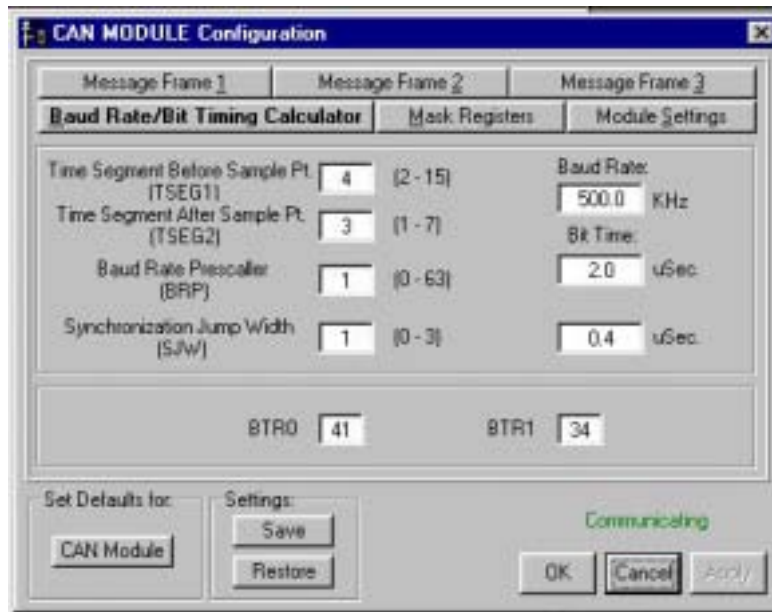 CAN MODULE Configuration
Message Frame 1 Message Frame 2 Message Frame 3
Baud Rate/Bit Timing Calculator Mask Registers Module Settings
Time Segment Before Sample Pt. (TSEG1) 4 (2 - 15)
Time Segment After Sample Pt. (TSEG2) 3 (1 - 7)
Baud Rate Prescaller (BRP) 1 (0 - 63)
Synchronization Jump Width (SJW) 1 (0 - 3)
Baud Rate:
500.0 KHz
Bit Time:
2.0 uSec.
0.4 uSec.
BTR0 41 BTR1 34
Set Defaults for:
CAN Module
Settings:
Save
Restore
Communicating
OK Cancel Apply